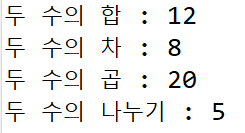 두 수의 합 : 12
두 수의 차 : 8
두 수의 곱 : 20
두 수의 나누기 : 5